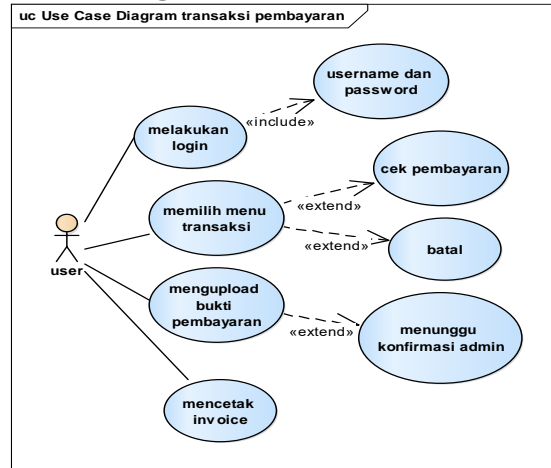 uc Use Case Diagram transaksi pembayaran
username dan
password
«include»
melakukan
login
cek pembayaran
«extend»
memilih menu
transaksi
«extend»
batal
user
mengupload
bukti
pembayaran
«extend»
menunggu
konfirmasi admin
mencetak
invoice